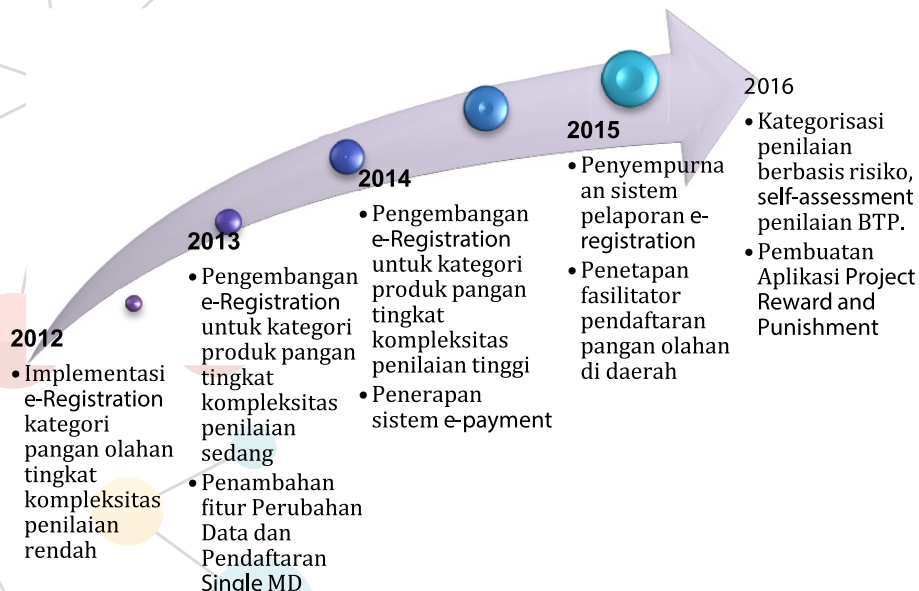 2012
• Implementasi
e-Registration
kategori
pangan olahan
tingkat
kompleksitas
penilaian
rendah
2013
• Pengembangan
e-Registration
untuk kategori
produk pangan
tingkat
kompleksitas
penilaian
sedang
• Penambahan
fitur Perubahan
Data dan
Pendaftaran
Single MD
2014
• Pengembangan
e-Registration
untuk kategori
produk pangan
tingkat
kompleksitas
penilaian tinggi
• Penerapan
sistem e-payment
2015
• Penyempurna
an sistem
pelaporan e-
registration
• Penetapan
fasilitator
pendaftaran
pangan olahan
di daerah
2016
• Kategorisasi
penilaian
berbasis risiko,
self-assessment
penilaian BTP.
• Pembuatan
Aplikasi Project
Reward and
Punishment